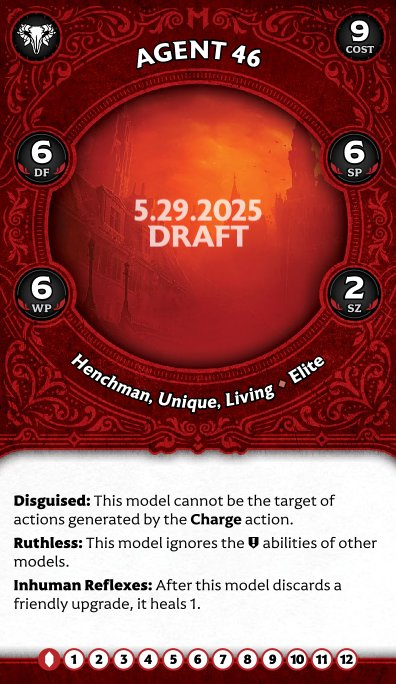 AGENT 46
9
COST
6
DF
6
SP
5.29.2025
DRAFT
6
WP
2
SZ
Henchman, Unique, Living • Elite
Disguised: This model cannot be the target of
actions generated by the Charge action.
Ruthless: This model ignores the abilities of other
models.
Inhuman Reflexes: After this model discards a
friendly upgrade, it heals 1.
1 2 3 4 5 6 7 8 9 10 11 12